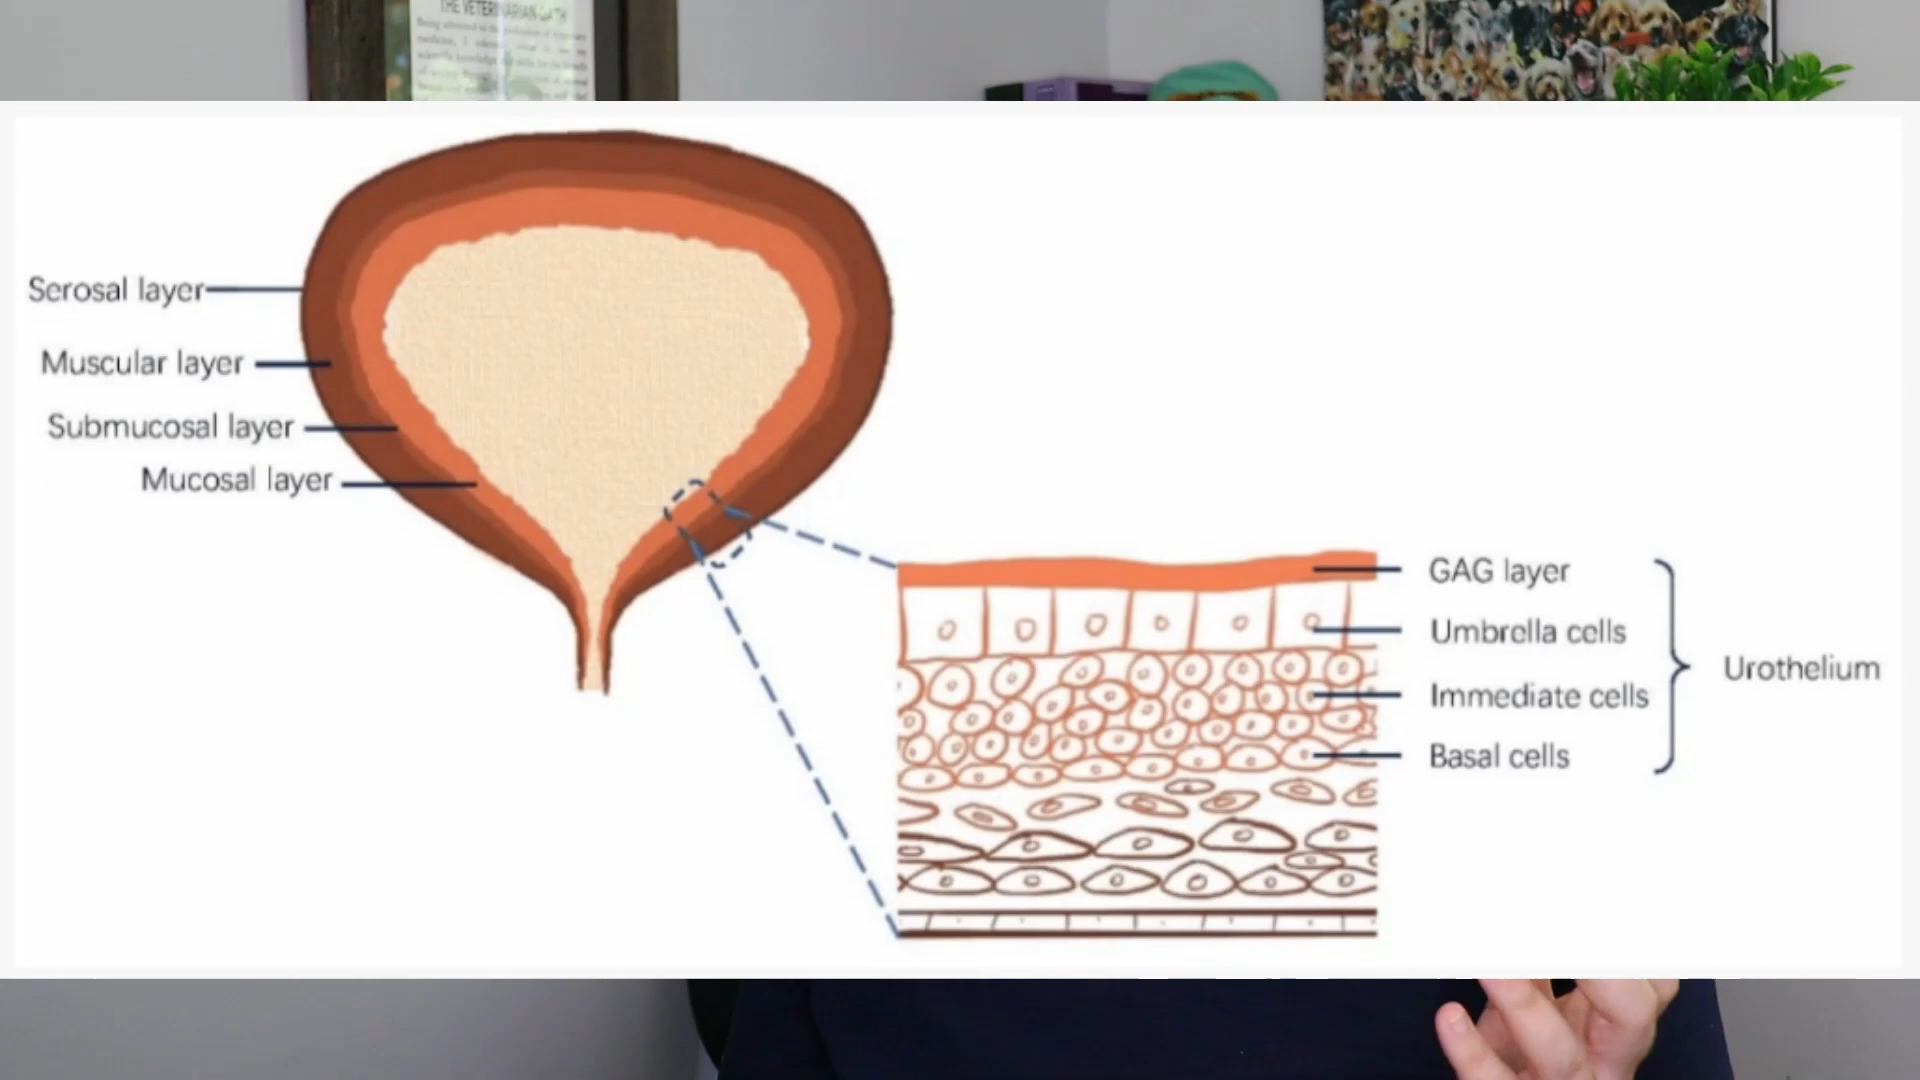 THE VETERINARIAN OATH
Serosal layer
Muscular layer
Submucosal layer
Mucosal layer
GAG layer
Umbrella cells
Immediate cells
Basal cells
Urothelium